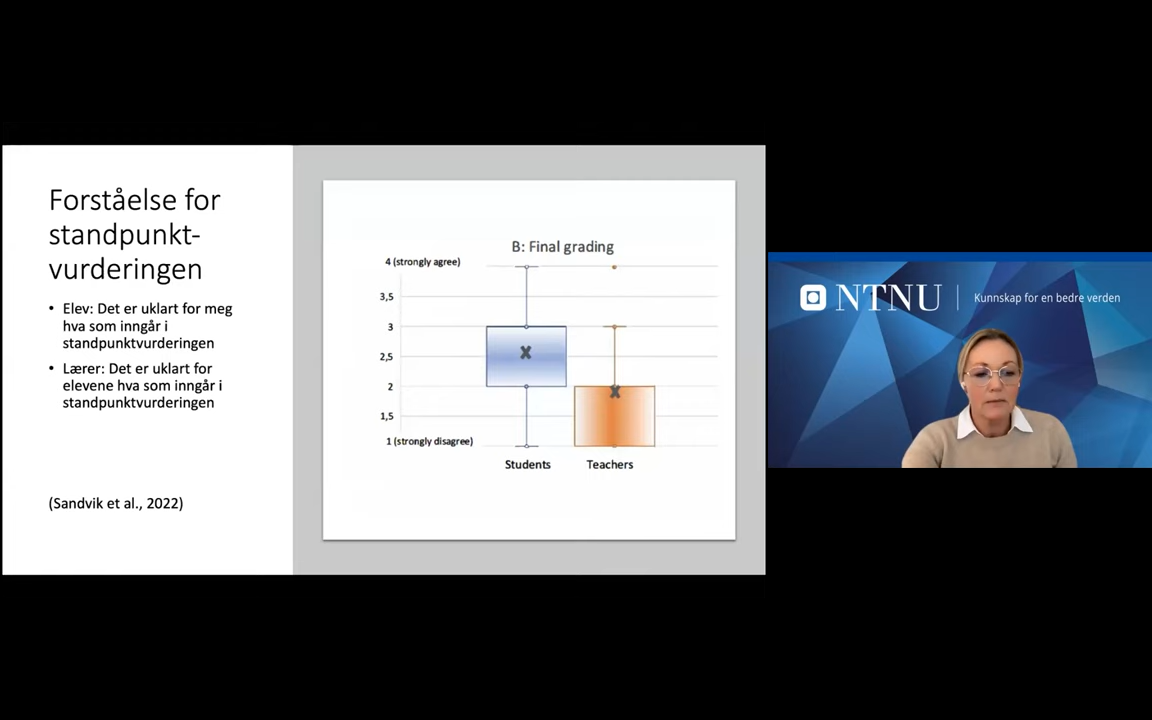 Forståelse for
standpunkt-
vurderingen
• Elev: Det er uklart for meg
hva som inngår i
standpunktvurderingen
• Lærer: Det er uklart for
elevene hva som inngår i
standpunktvurderingen
(Sandvik et al., 2022)
B: Final grading
4 (strongly agree)
3,5
3
2,5
2
1,5
1 (strongly disagree)
Students
Teachers
NTNU
Kunnskap for en bedre verden